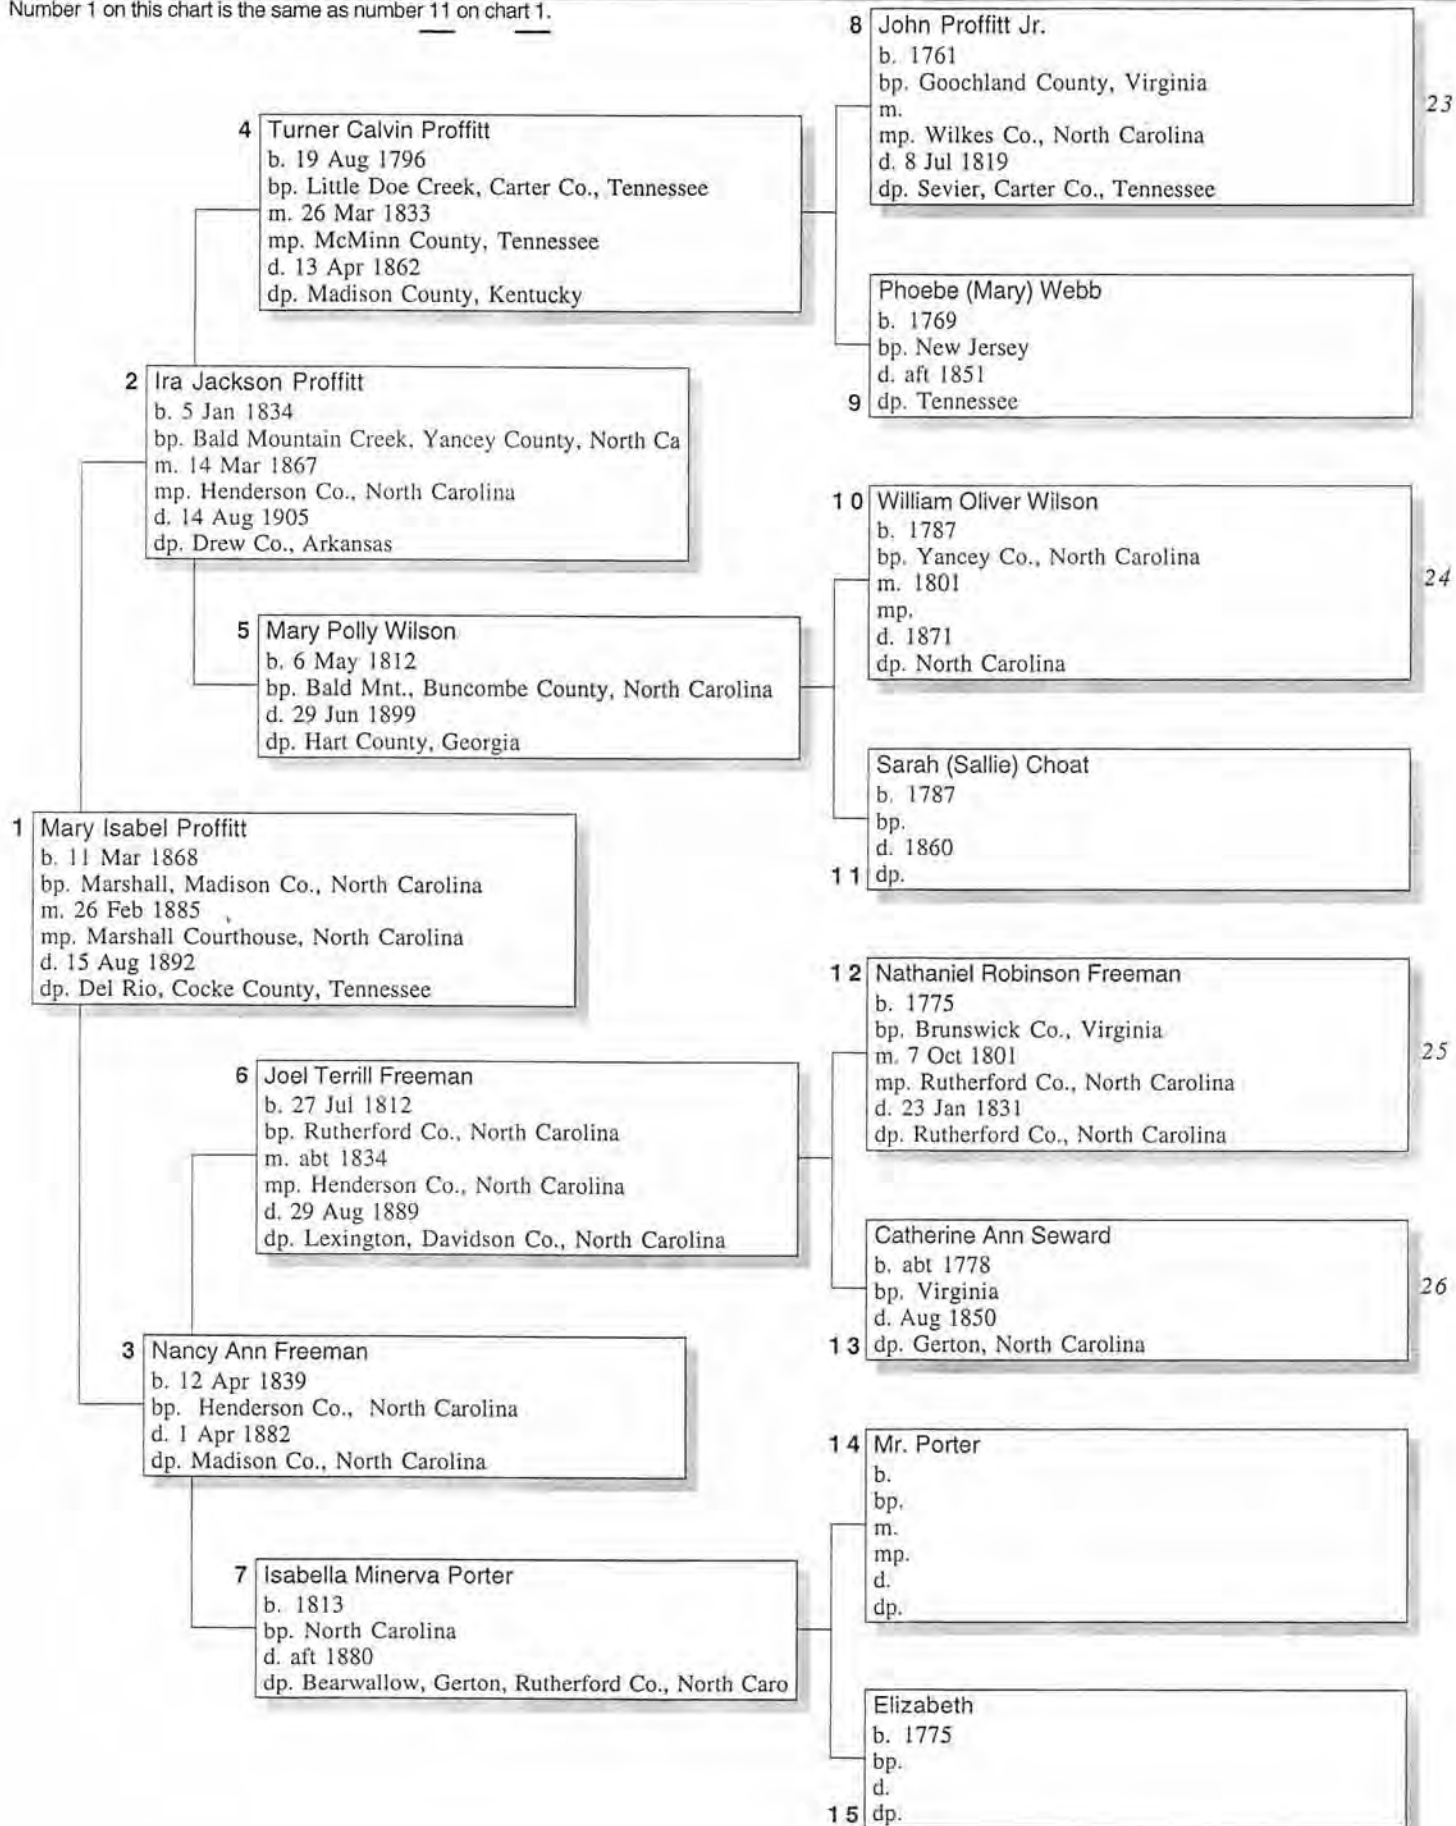 Number 1 on this chart is the same as number 11 on chart 1.
8 John Proffitt Jr.
b. 1761
bp. Goochland County, Virginia
m.
mp. Wilkes Co., North Carolina
d. 8 Jul 1819
dp. Sevier, Carter Co., Tennessee
23
4 Turner Calvin Proffitt
b. 19 Aug 1796
bp. Little Doe Creek, Carter Co., Tennessee
m. 26 Mar 1833
mp. McMinn County, Tennessee
d. 13 Apr 1862
dp. Madison County, Kentucky
Phoebe (Mary) Webb
b. 1769
bp. New Jersey
d. aft 1851
9 dp. Tennessee
2 Ira Jackson Proffitt
b. 5 Jan 1834
bp. Bald Mountain Creek, Yancey County, North Ca
m. 14 Mar 1867
mp. Henderson Co., North Carolina
d. 14 Aug 1905
dp. Drew Co., Arkansas
10 William Oliver Wilson
b. 1787
bp. Yancey Co., North Carolina
m. 1801
mp.
d. 1871
dp. North Carolina
24
5 Mary Polly Wilson
b. 6 May 1812
bp. Bald Mnt., Buncombe County, North Carolina
d. 29 Jun 1899
dp. Hart County, Georgia
Sarah (Sallie) Choat
b. 1787
bp.
d. 1860
11 dp.
1 Mary Isabel Proffitt
b. 11 Mar 1868
bp. Marshall, Madison Co., North Carolina
m. 26 Feb 1885
mp. Marshall Courthouse, North Carolina
d. 15 Aug 1892
dp. Del Rio, Cocke County, Tennessee
12 Nathaniel Robinson Freeman
b. 1775
bp. Brunswick Co., Virginia
m. 7 Oct 1801
mp. Rutherford Co., North Carolina
d. 23 Jan 1831
dp. Rutherford Co., North Carolina
25
6 Joel Terrill Freeman
b. 27 Jul 1812
bp. Rutherford Co., North Carolina
m. abt 1834
mp. Henderson Co., North Carolina
d. 29 Aug 1889
dp. Lexington, Davidson Co., North Carolina
Catherine Ann Seward
b. abt 1778
bp. Virginia
d. Aug 1850
13 dp. Gerton, North Carolina
26
3 Nancy Ann Freeman
b. 12 Apr 1839
bp. Henderson Co., North Carolina
d. 1 Apr 1882
dp. Madison Co., North Carolina
14 Mr. Porter
b.
bp.
m.
mp.
d.
dp.
7 Isabella Minerva Porter
b. 1813
bp. North Carolina
d. aft 1880
dp. Bearwallow, Gerton, Rutherford Co., North Caro
Elizabeth
b. 1775
bp.
d.
15 dp.